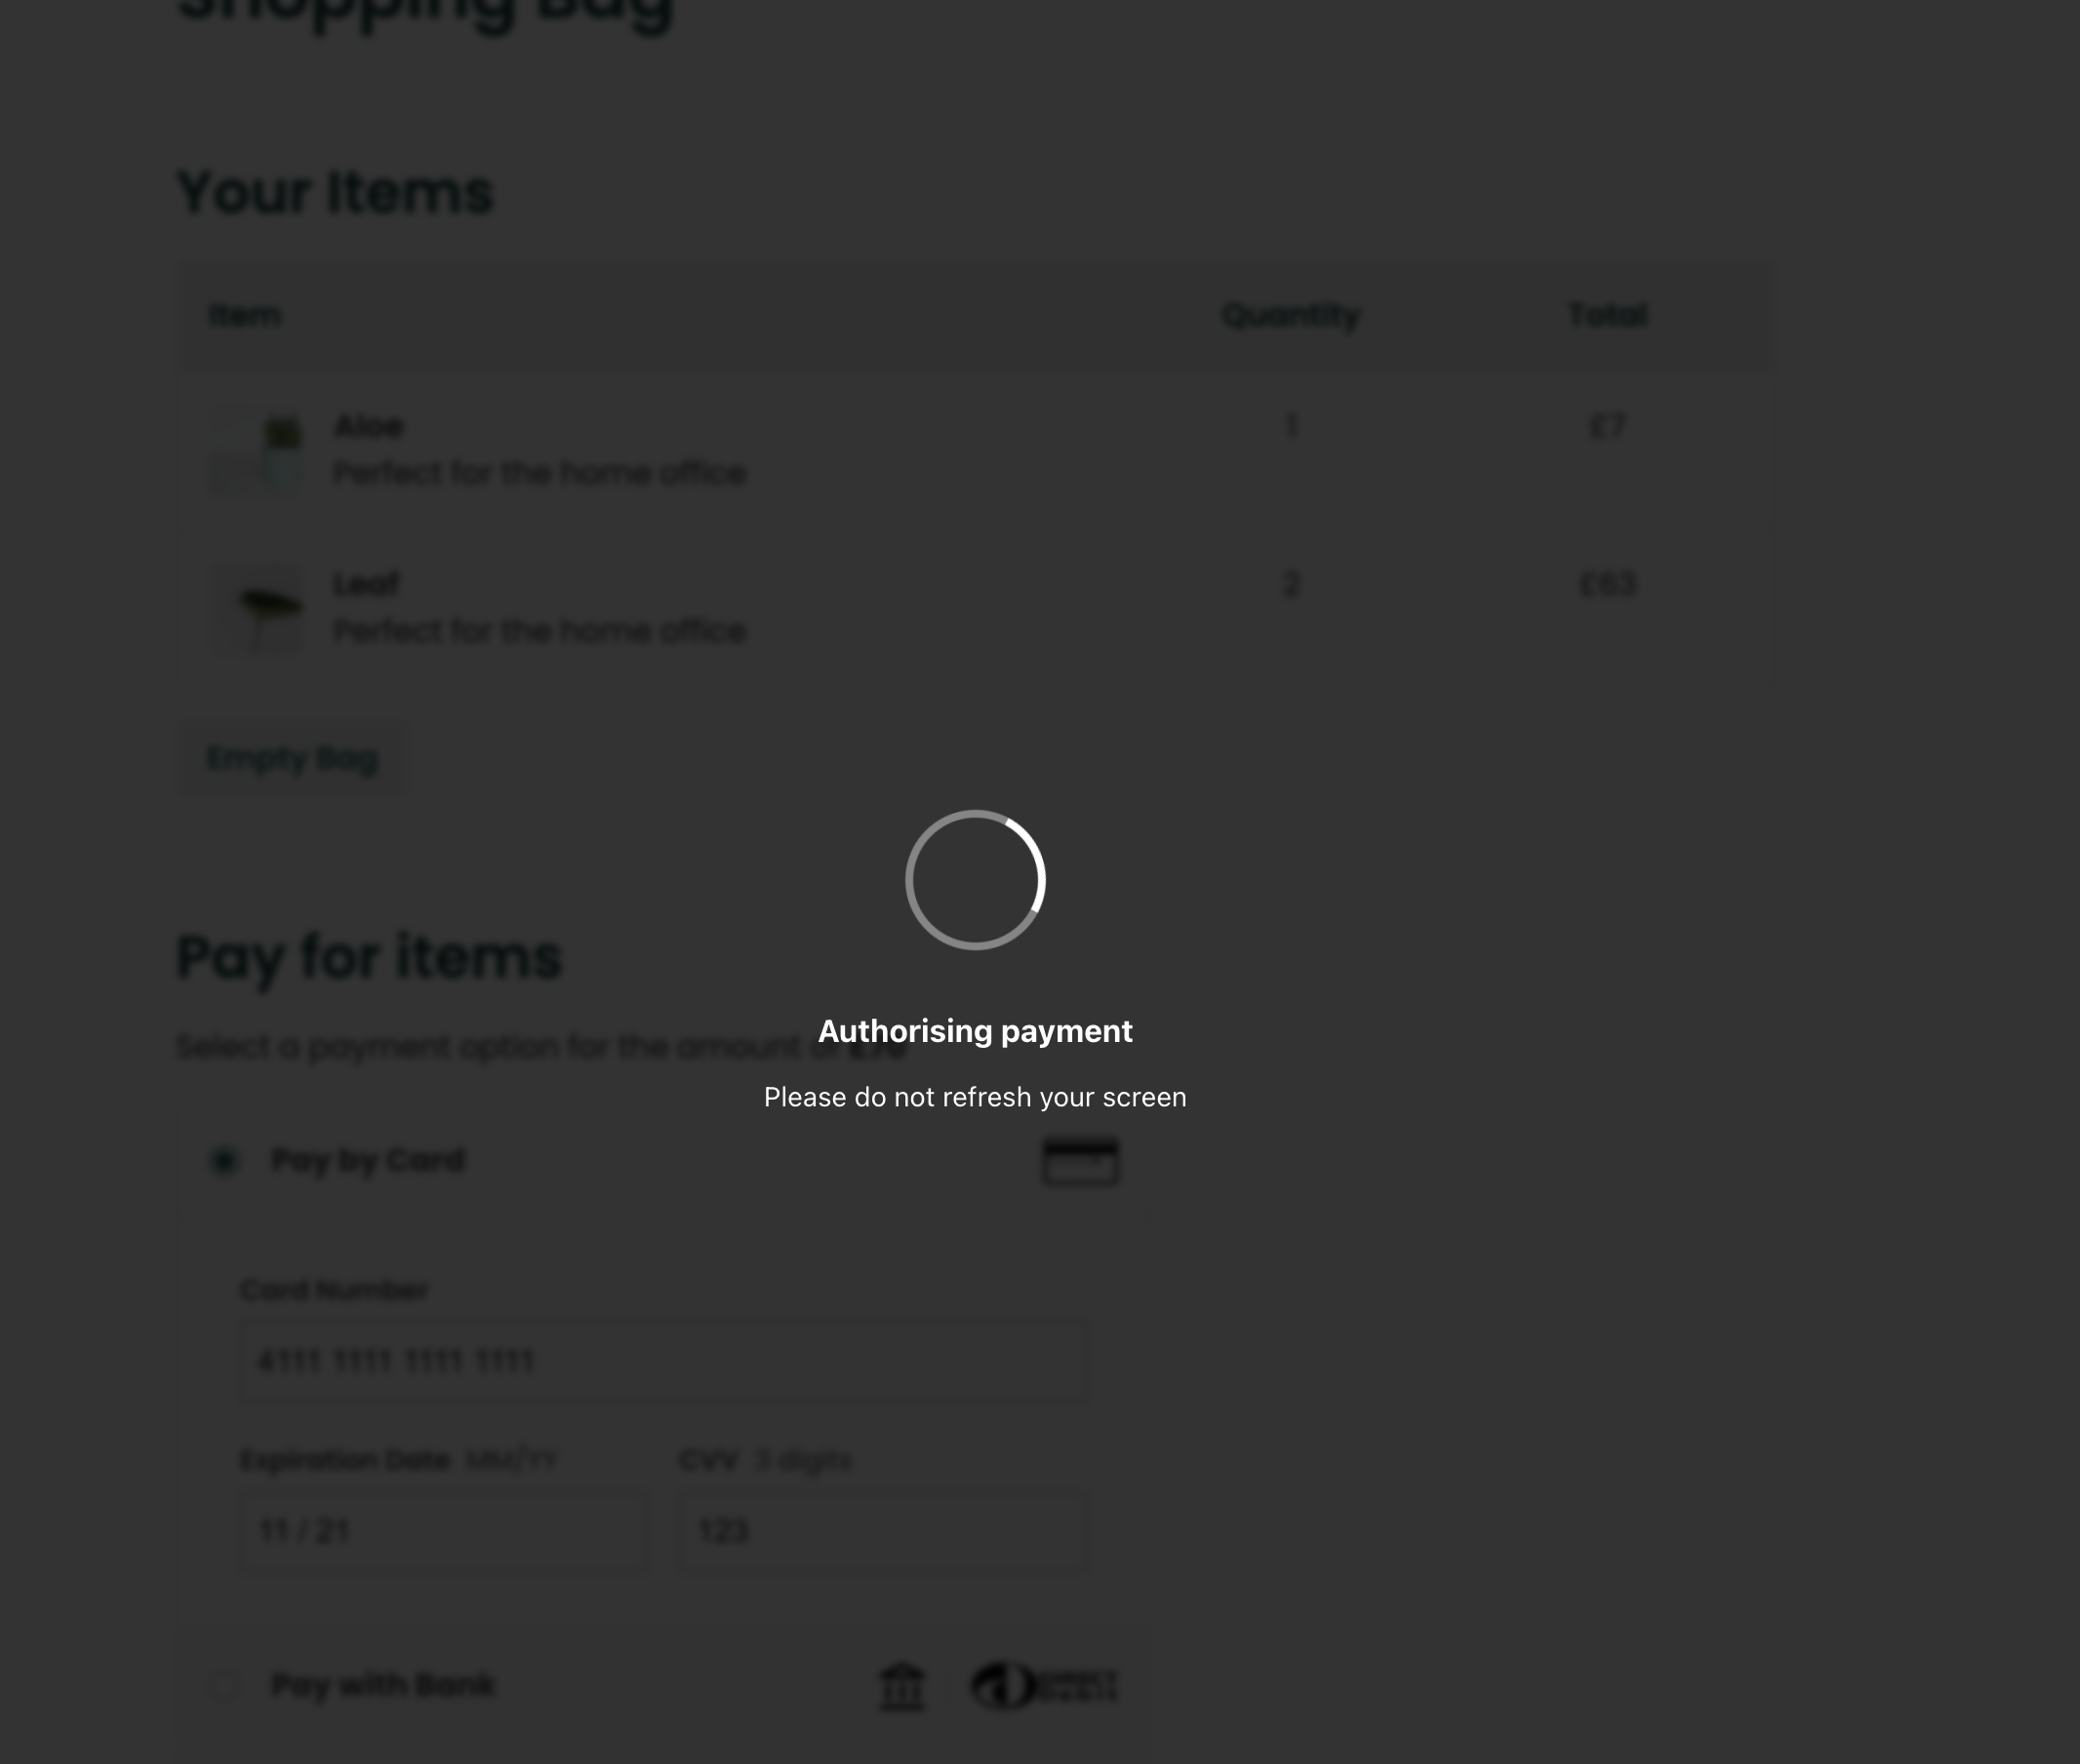 Shopping Bag
Your Items
Item Quantity Total
Aloe 1 £7
Perfect for the home office
Leaf 2 £63
Perfect for the home office
Empty Bag
Pay for items
Authorising payment
Select a payment option for the amount of £70
Please do not refresh your screen
Pay by Card
Card Number
4111 1111 1111 1111
Expiration Date MM/YY CVV 3 digits
11 / 21 123
Pay with Bank DIRECT Debit